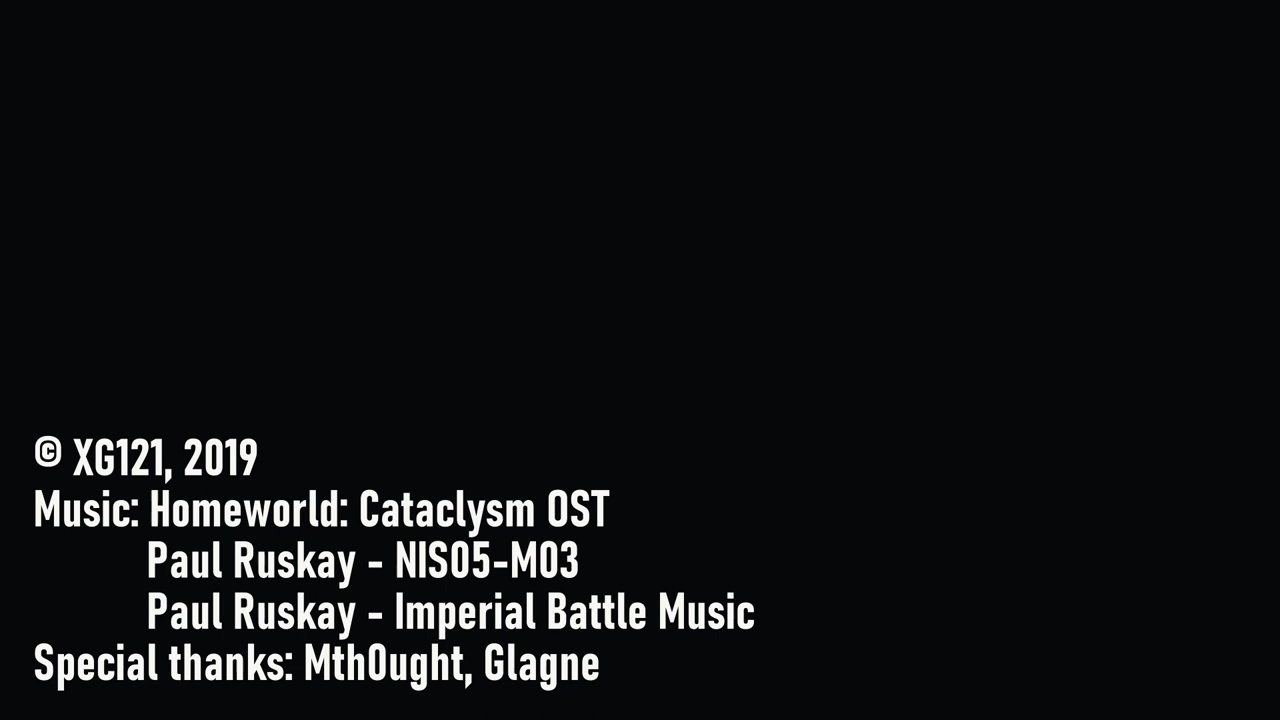 © XG121, 2019
Music: Homeworld: Cataclysm OST
Paul Ruskay - NIS05-M03
Paul Ruskay - Imperial Battle Music
Special thanks: Mth0ught, Glagne